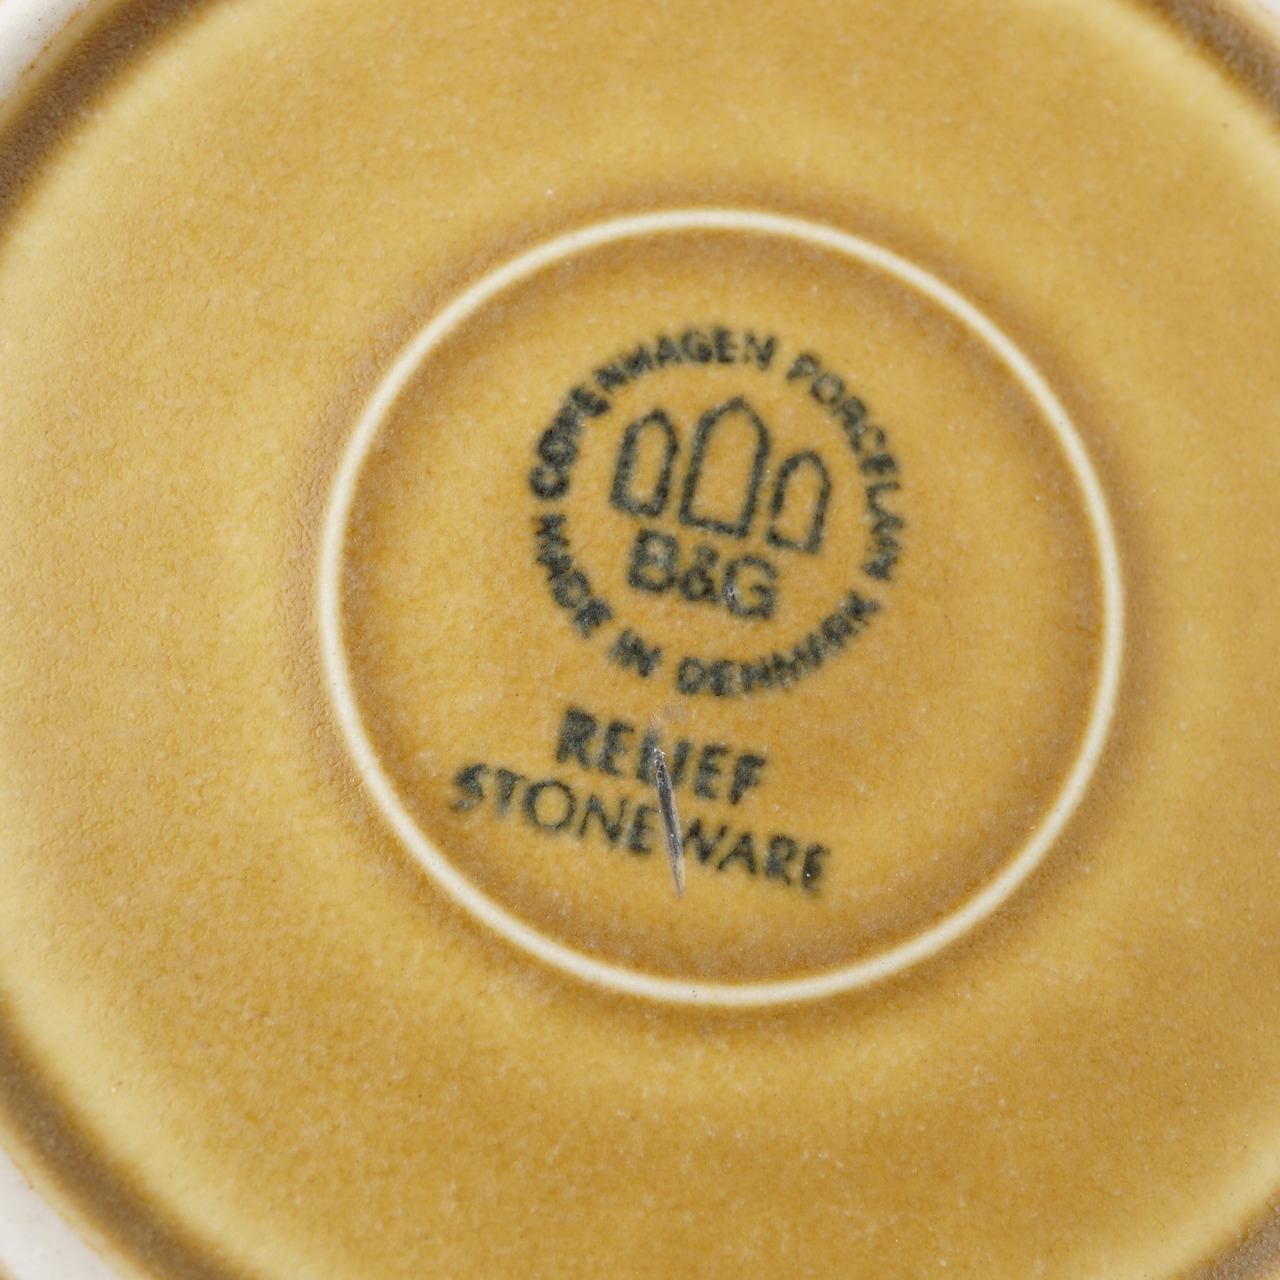 COPENHAGEN PORCELAIN
MADE IN DENMARK
B&G
RELIEF
STONEWARE